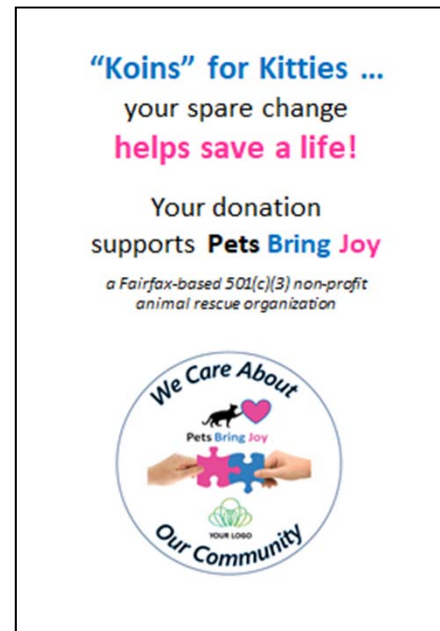 “Koins” for Kitties ...
your spare change
helps save a life!
Your donation
supports Pets Bring Joy
a Fairfax-based 501(c)(3) non-profit
animal rescue organization
We Care About
Pets Bring Joy
YOUR LOGO
Our Community